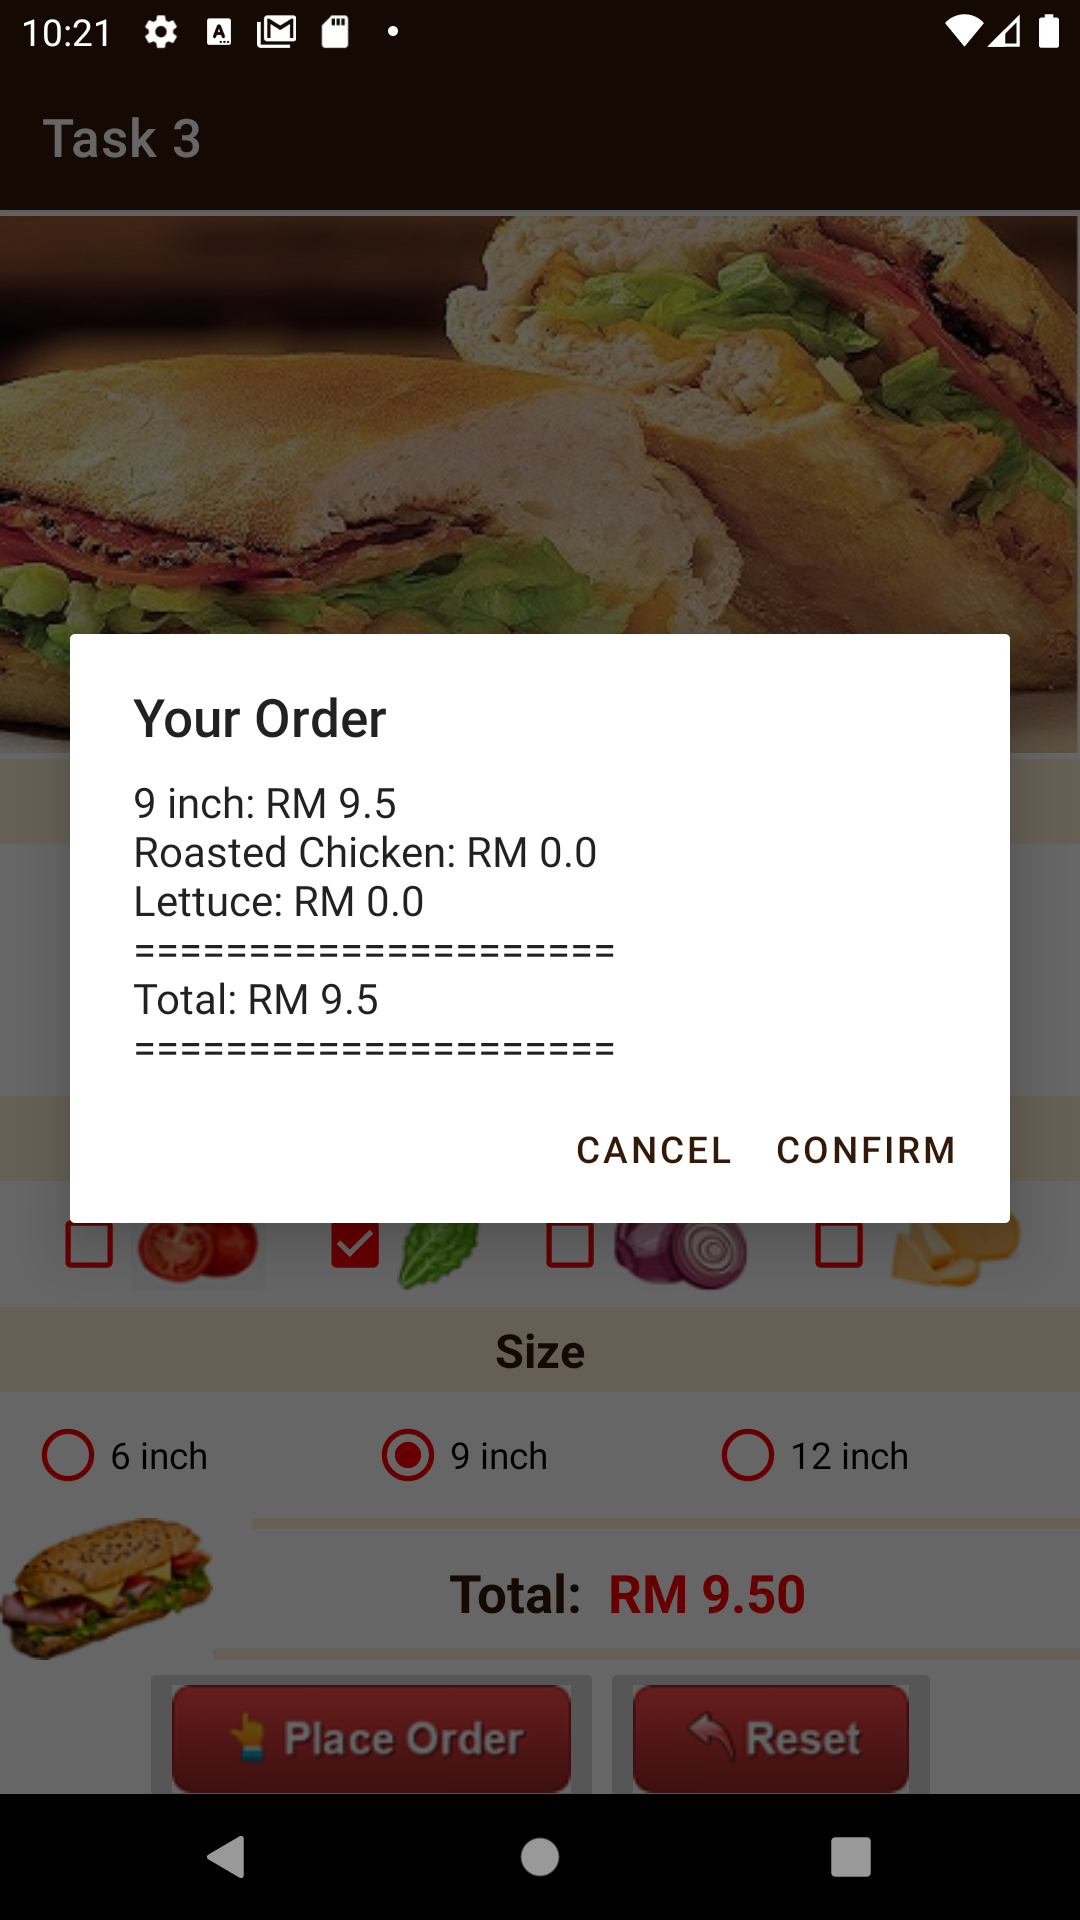 10:21
Task 3
Your Order
9 inch: RM 9.5
Roasted Chicken: RM 0.0
Lettuce: RM 0.0
=====================
Total: RM 9.5
=====================
CANCEL CONFIRM
Size
6 inch 9 inch 12 inch
Total: RM 9.50
Place Order Reset